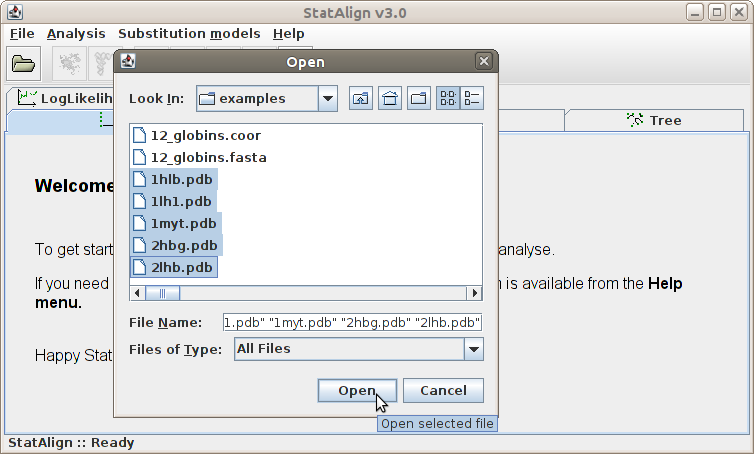 StatAlign v3.0
File Analysis Substitution models Help
Open
Look In: examples
LogLikelih
Tree
12_globins.coor
12_globins.fasta
1hlb.pdb
1lh1.pdb
1myt.pdb
2hbg.pdb
2lhb.pdb
Welcome
To get start
analyse.
If you need
n is available from the Help
menu.
File Name: 1.pdb" "1myt.pdb" "2hbg.pdb" "2lhb.pdb"
Files of Type: All Files
Happy Stat
Open Cancel
Open selected file
StatAlign :: Ready